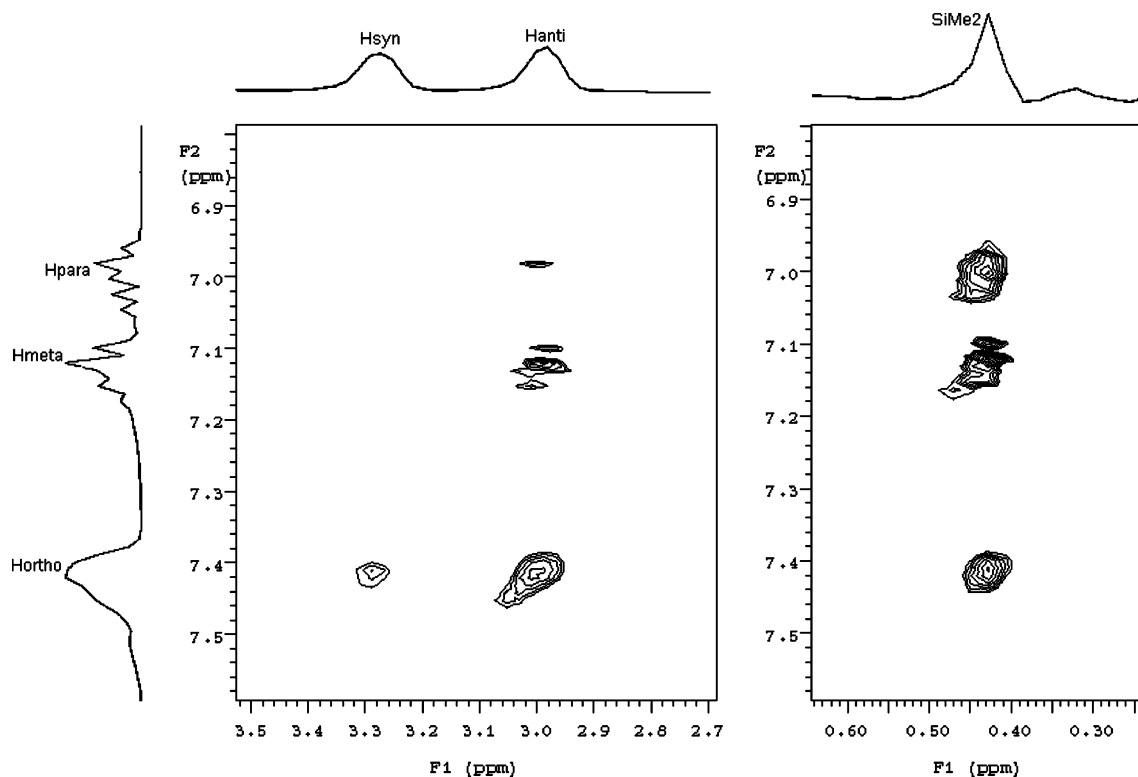 Hsyn
Hanti
SiMe2
F2
(ppm)
6.9
7.0
7.1
7.2
7.3
7.4
7.5
Hpara
Hmeta
Hortho
3.5 3.4 3.3 3.2 3.1 3.0 2.9 2.8 2.7
F1 (ppm)
F2
(ppm)
6.9
7.0
7.1
7.2
7.3
7.4
7.5
0.60 0.50 0.40 0.30
F1 (ppm)